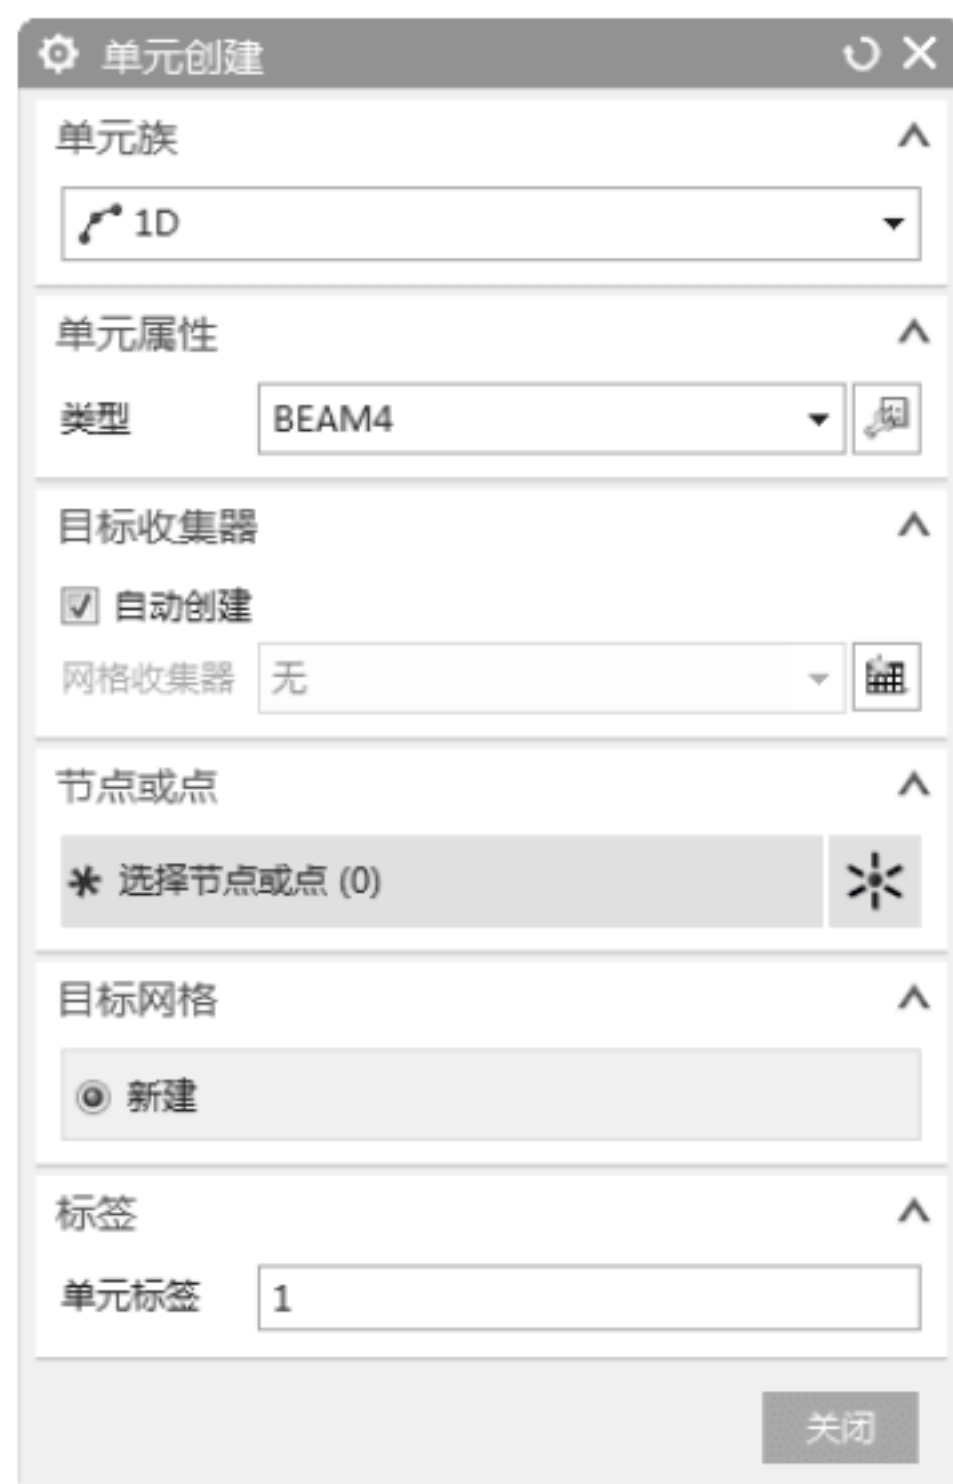 单元创建
单元族
1D
单元属性
类型 BEAM4
目标收集器
自动创建
网格收集器 无
节点或点
* 选择节点或点 (0)
目标网格
新建
标签
单元标签 1
关闭